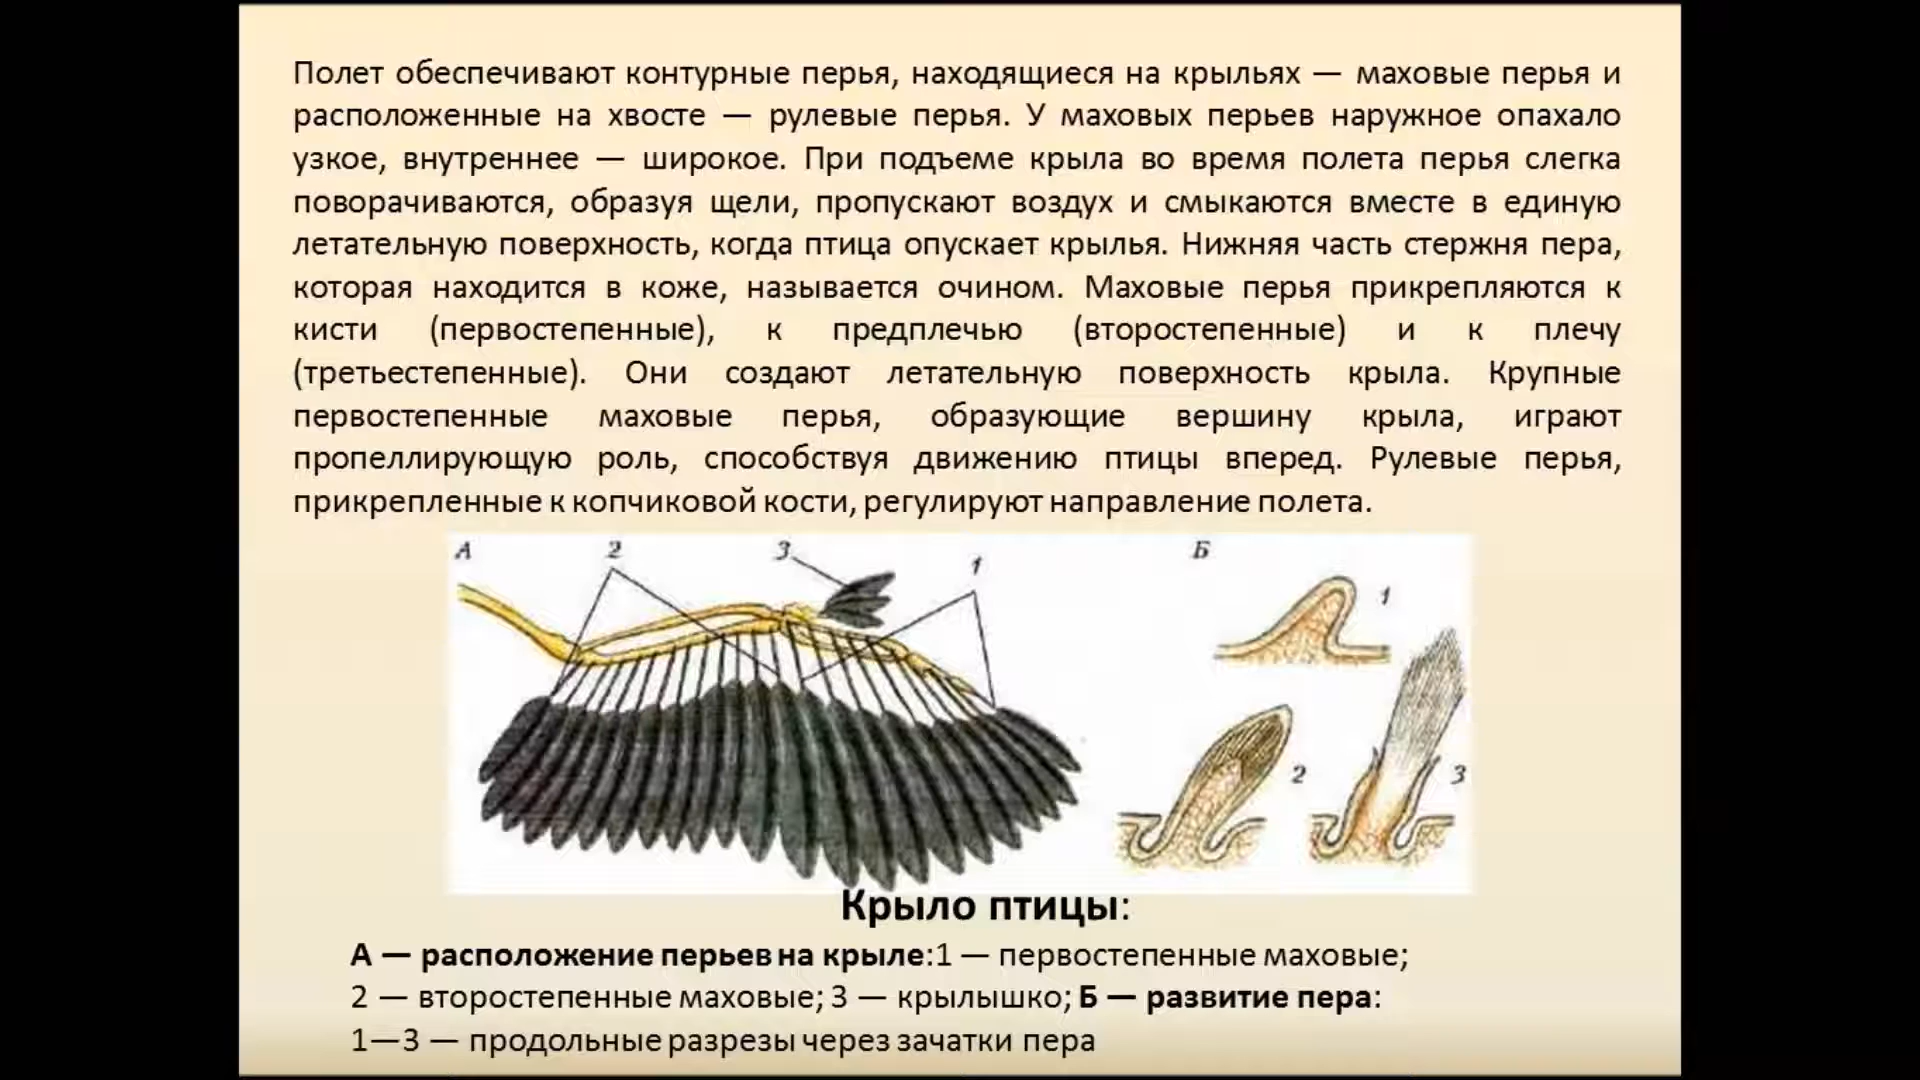 Полет обеспечивают контурные перья, находящиеся на крыльях — маховые перья и
расположенные на хвосте — рулевые перья. У маховых перьев наружное опахало
узкое, внутреннее — широкое. При подъеме крыла во время полета перья слегка
поворачиваются, образуя щели, пропускают воздух и смыкаются вместе в единую
летательную поверхность, когда птица опускает крылья. Нижняя часть стержня пера,
которая находится в коже, называется очином. Маховые перья прикрепляются к
кисти (первостепенные), к предплечью (второстепенные) и к плечу
(третьестепенные). Они создают летательную поверхность крыла. Крупные
первостепенные маховые перья, образующие вершину крыла, играют
пропеллирующую роль, способствуя движению птицы вперед. Рулевые перья,
прикрепленные к копчиковой кости, регулируют направление полета.
А 2 3 1
Б
1
2
3
Крыло птицы:
А — расположение перьев на крыле:1 — первостепенные маховые;
2 — второстепенные маховые; 3 — крылышко; Б — развитие пера:
1—3 — продольные разрезы через зачатки пера